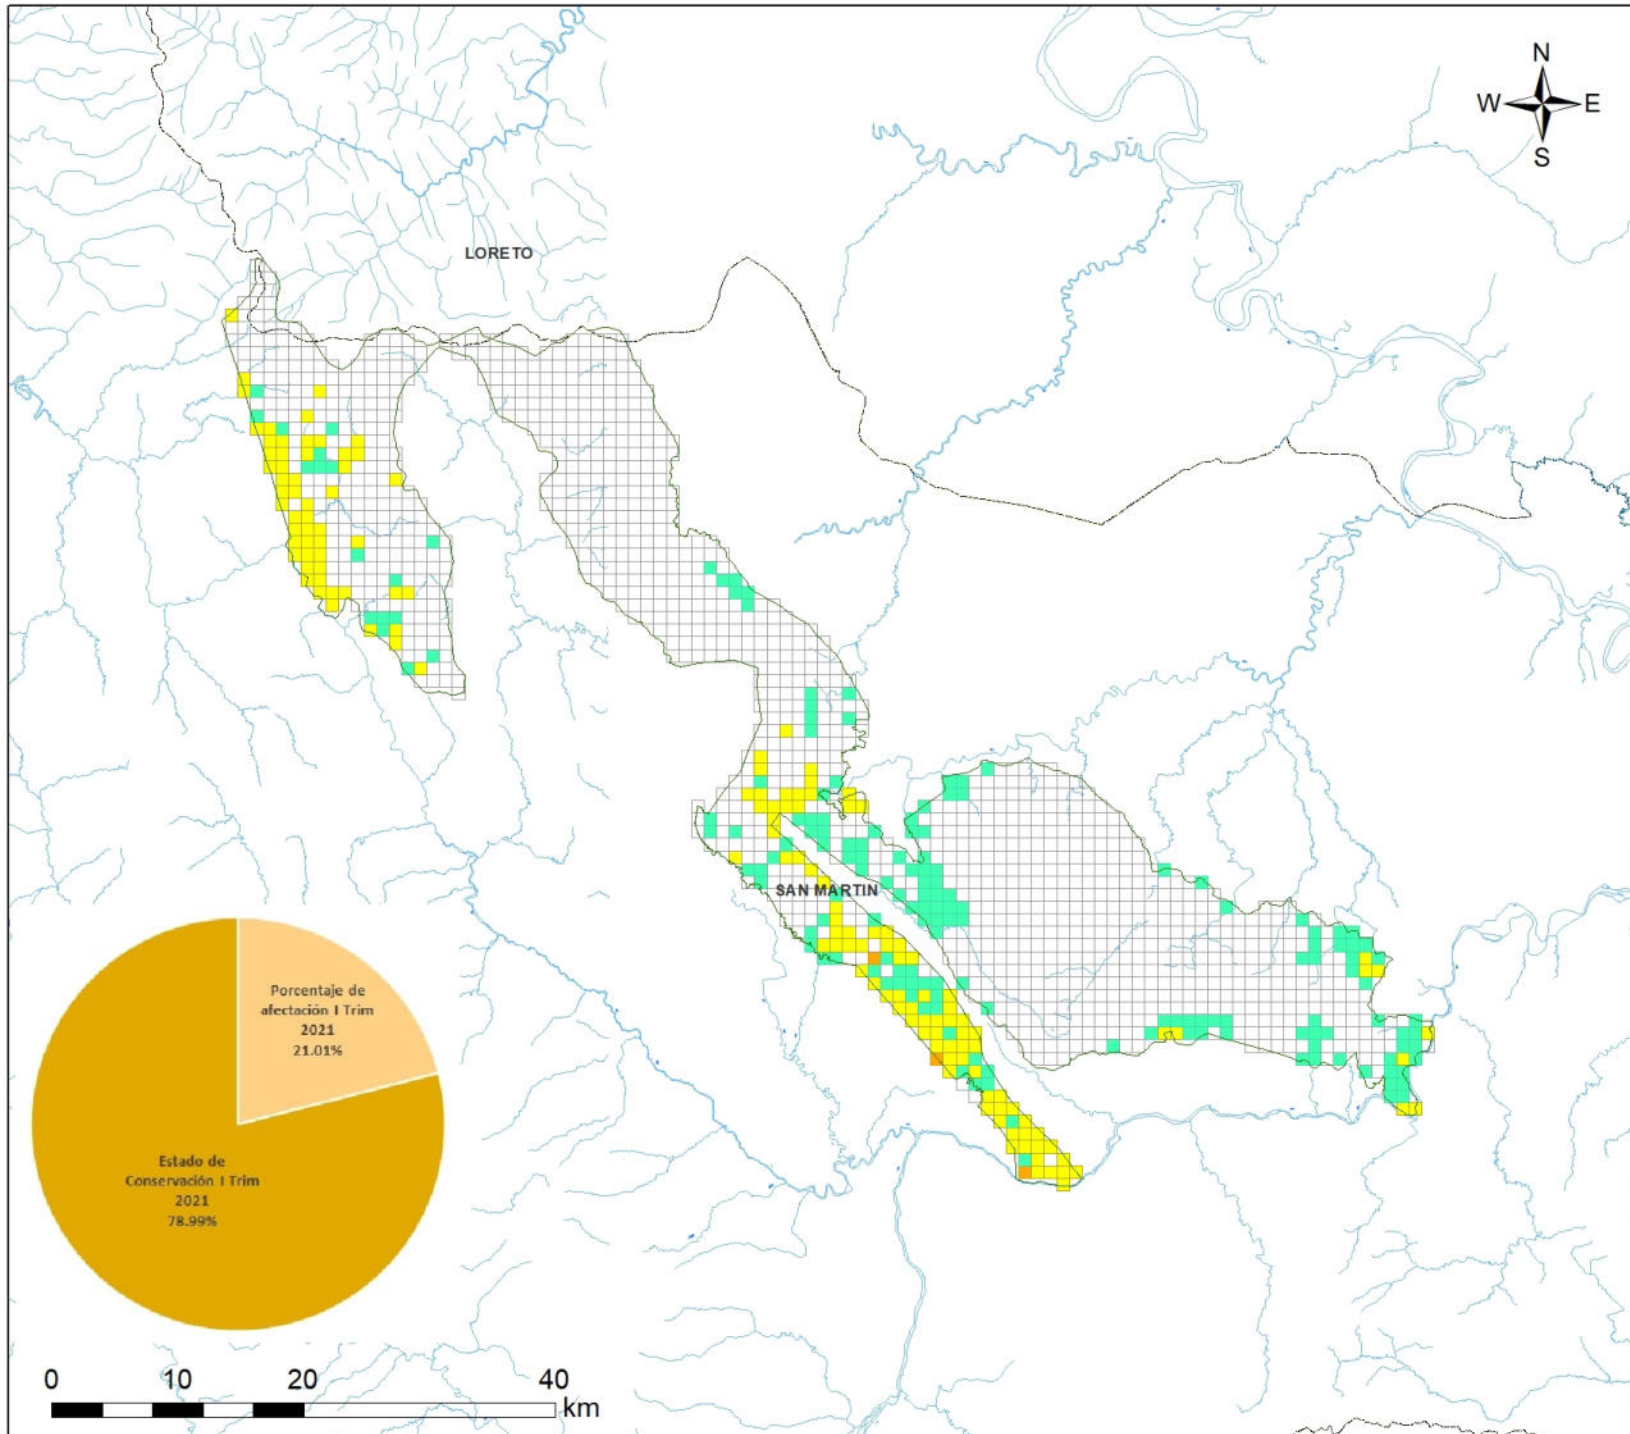 N
W E
S
LORETO
SAN MARTIN
Porcentaje de
afectación I Trim
2021
21.01%
Estado de
Conservación I Trim
2021
78.99%
0 10 20 40
km